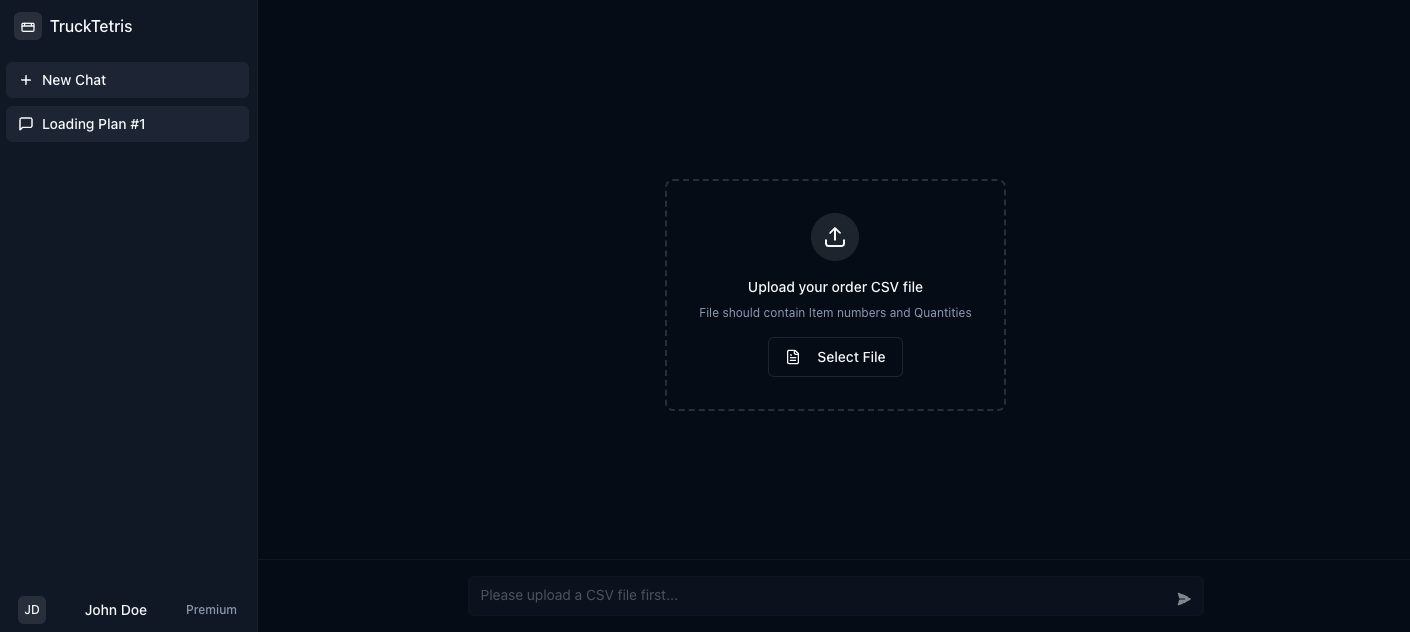 TruckTetris
New Chat
Loading Plan #1
Upload your order CSV file
File should contain Item numbers and Quantities
Select File
Please upload a CSV file first...
JD
John Doe
Premium